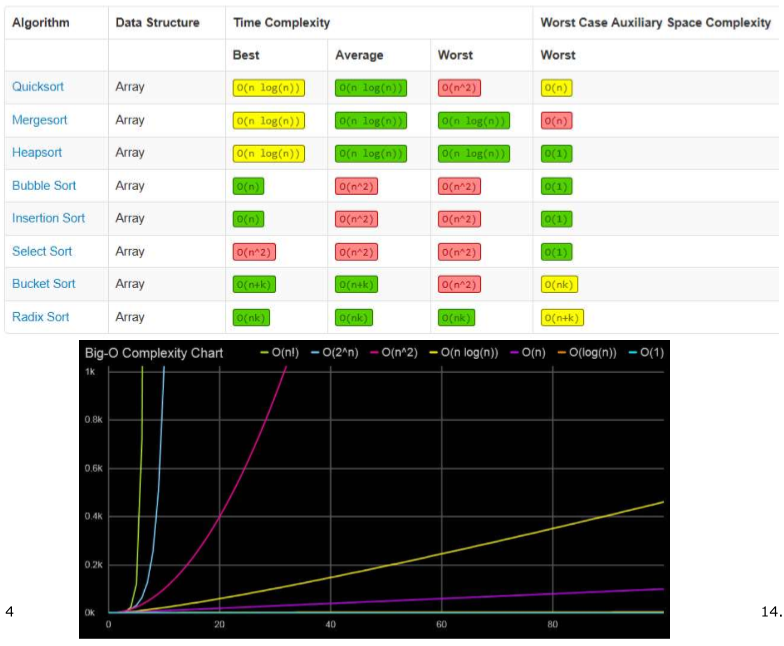 Algorithm Data Structure Time Complexity Worst Case Auxiliary Space Complexity
Best Average Worst Worst
Quicksort Array O(n log(n)) O(n log(n)) O(n^2) O(n)
Mergesort Array O(n log(n)) O(n log(n)) O(n log(n)) O(n)
Heapsort Array O(n log(n)) O(n log(n)) O(n log(n)) O(1)
Bubble Sort Array O(n) O(n^2) O(n^2) O(1)
Insertion Sort Array O(n) O(n^2) O(n^2) O(1)
Select Sort Array O(n^2) O(n^2) O(n^2) O(1)
Bucket Sort Array O(n+k) O(n+k) O(n^2) O(nk)
Radix Sort Array O(nk) O(nk) O(nk) O(n+k)
Big-O Complexity Chart O(n!) O(2^n) O(n^2) O(n log(n)) O(n) O(log(n)) O(1)
1k
0.8k
0.6k
0.4k
0.2k
0k
0 20 40 60 80
4 14.